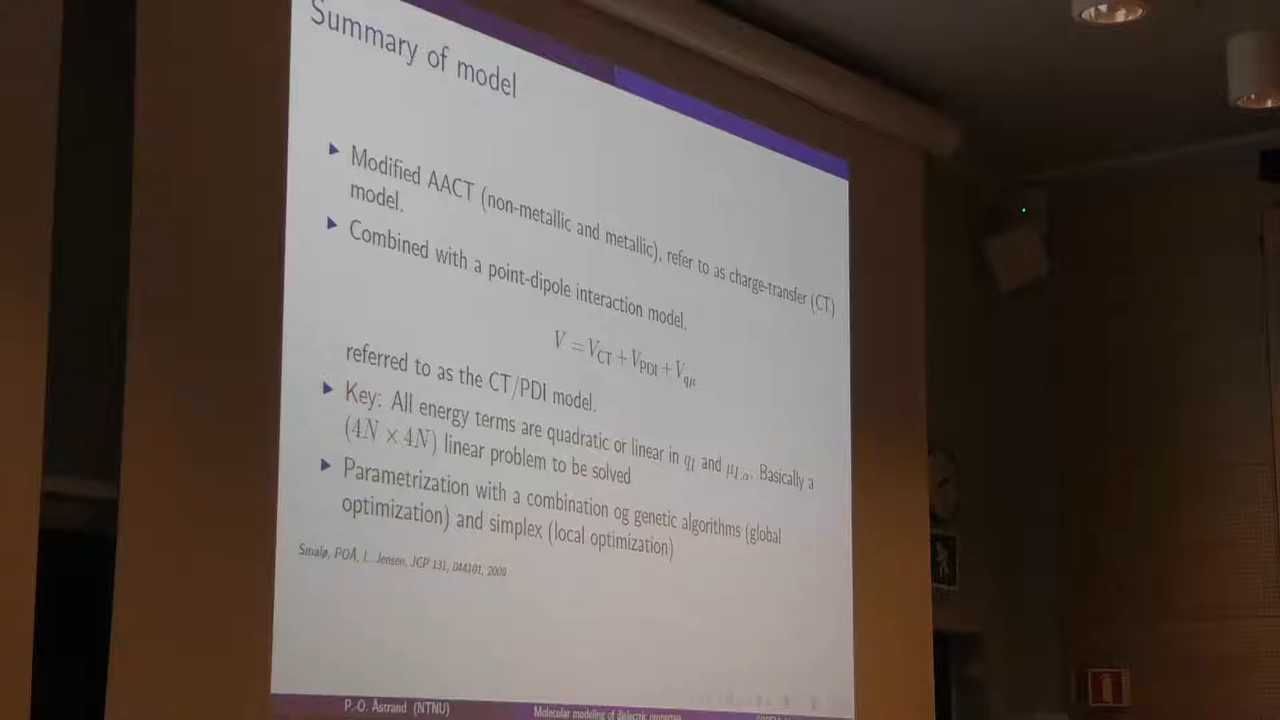 Summary of model
▶ Modified AACT (non-metallic and metallic), refer to as charge-transfer (CT)
model.
▶ Combined with a point-dipole interaction model,
V = V_CT + V_PDI + V_qμ
referred to as the CT/PDI model.
▶ Key: All energy terms are quadratic or linear in q_I and μ_I,α. Basically a
(4N × 4N) linear problem to be solved
▶ Parametrization with a combination og genetic algorithms (global
optimization) and simplex (local optimization)
Smalø, POÅ, L. Jensen, JCP 131, 044101, 2009
P.-O. Åstrand (NTNU)
Molecular modeling of dielectric properties